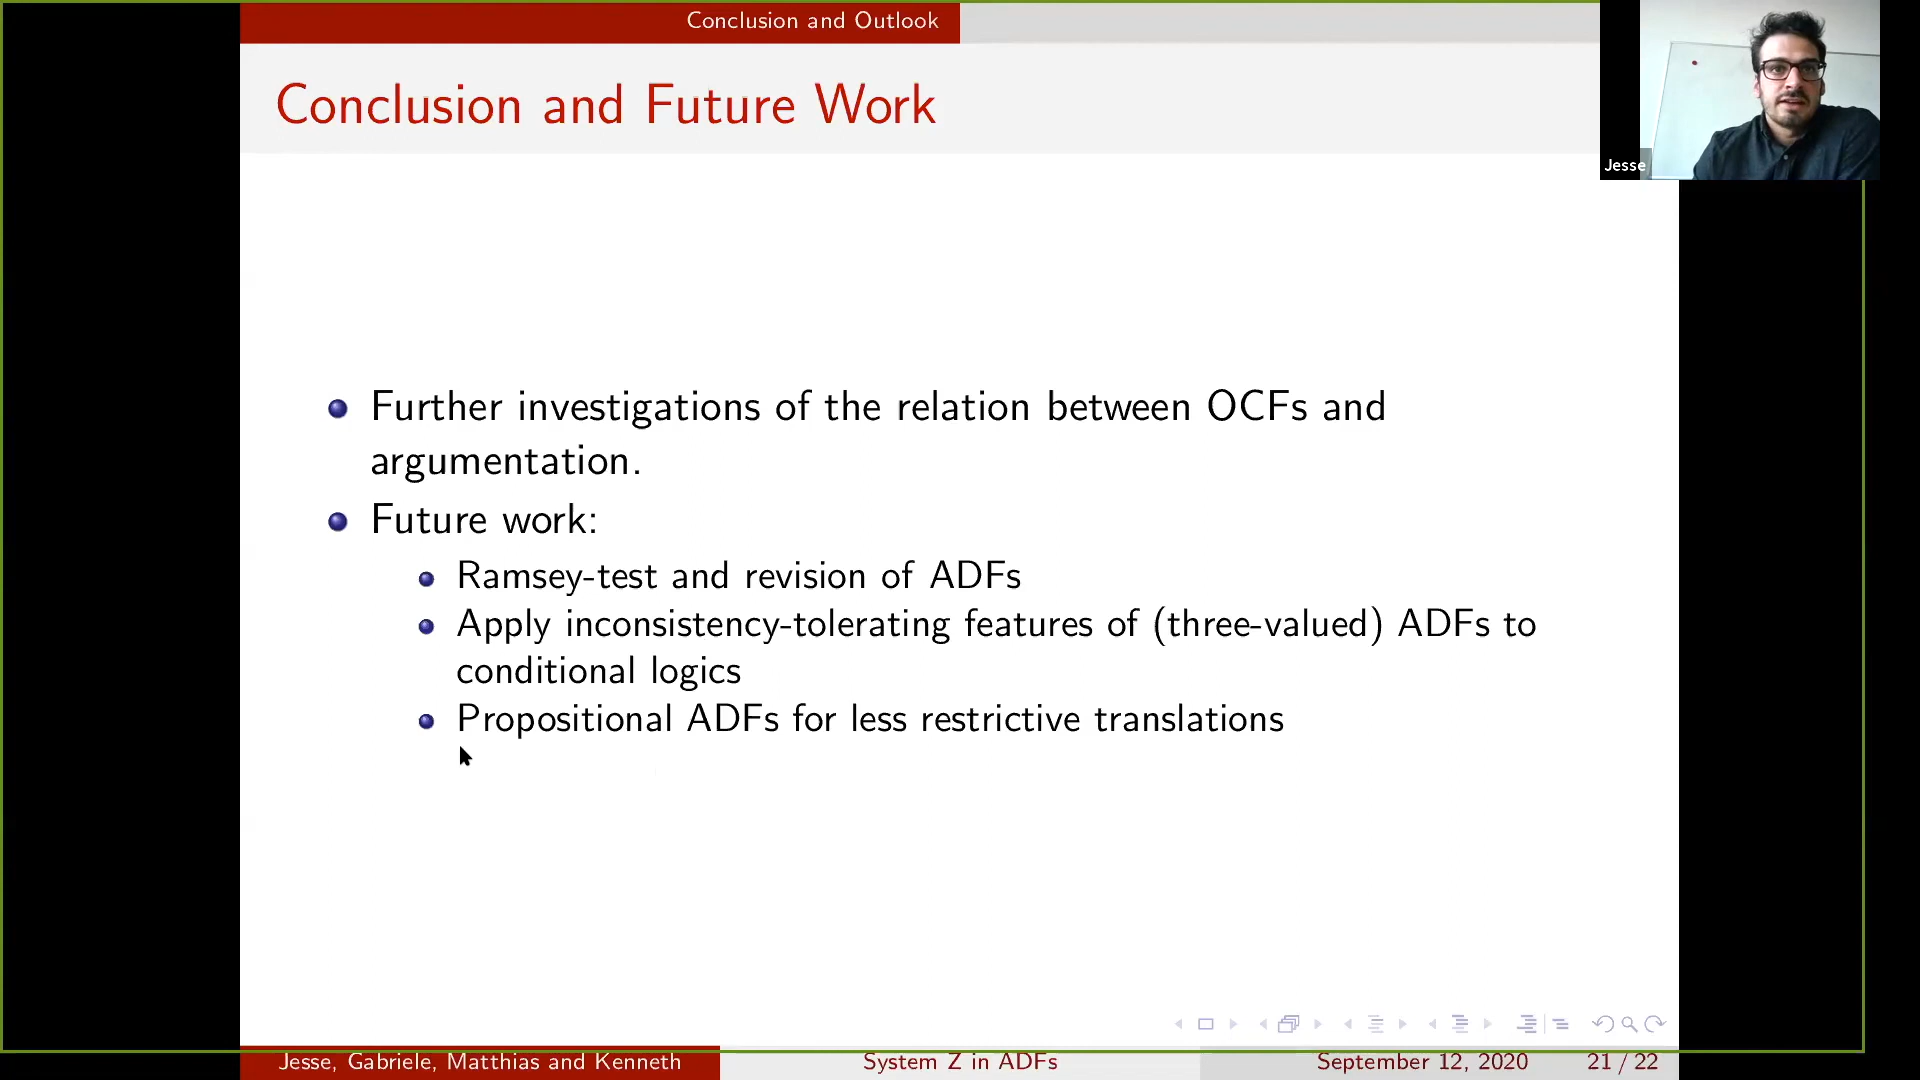 Conclusion and Outlook
Conclusion and Future Work
Jesse
Further investigations of the relation between OCFs and
argumentation.
Future work:
Ramsey-test and revision of ADFs
Apply inconsistency-tolerating features of (three-valued) ADFs to
conditional logics
Propositional ADFs for less restrictive translations
Jesse, Gabriele, Matthias and Kenneth
System Z in ADFs
September 12, 2020
21 / 22